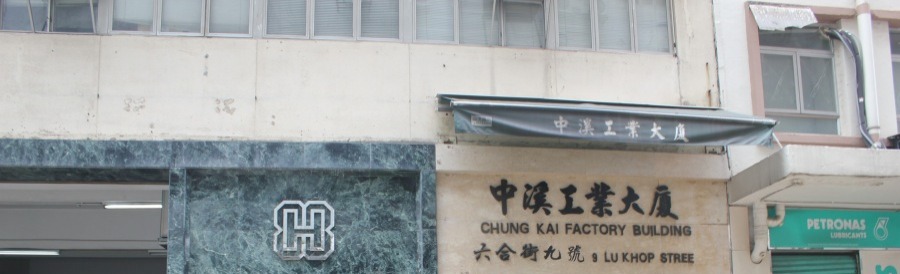 中溪工業大廈
中溪工業大廈
CHUNG KAI FACTORY BUILDING
六合街九號 9 LU KHOP STREE
PETRONAS
LUBRICANTS